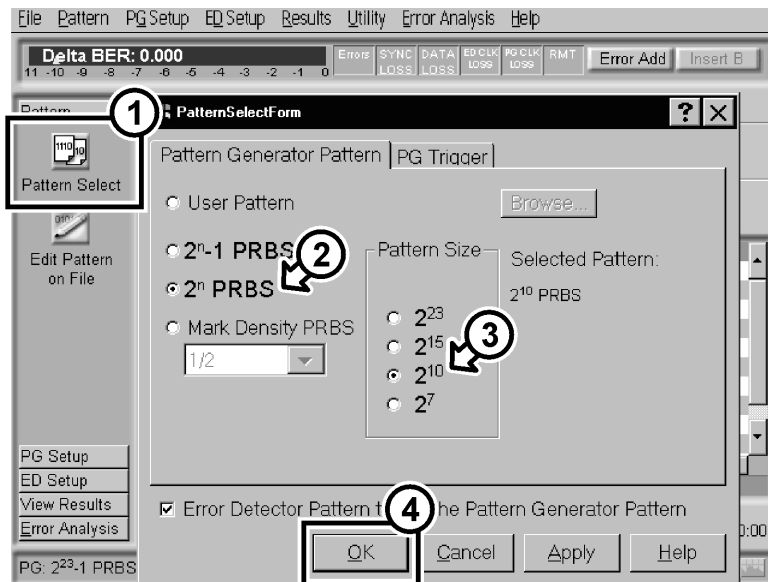 File Pattern PG Setup ED Setup Results Utility Error Analysis Help
Delta BER: 0.000
11 -10 -9 -8 -7 -6 -5 -4 -3 -2 -1 0
Errors
SYNC LOSS
DATA LOSS
ED CLK LOSS
PG CLK LOSS
RMT
Error Add
Insert B
Pattern
1
PatternSelectForm
? X
1110 10
Pattern Select
Edit Pattern
on File
Pattern Generator Pattern
PG Trigger
User Pattern
Browse...
2ⁿ-1 PRBS
2
2ⁿ PRBS
Mark Density PRBS
1/2
Pattern Size
2²³
2¹⁵
3
2¹⁰
2⁷
Selected Pattern:
2¹⁰ PRBS
PG Setup
ED Setup
View Results
Error Analysis
Error Detector Pattern t
4
he Pattern Generator Pattern
OK
Cancel
Apply
Help
0:00
PG: 2²³-1 PRBS